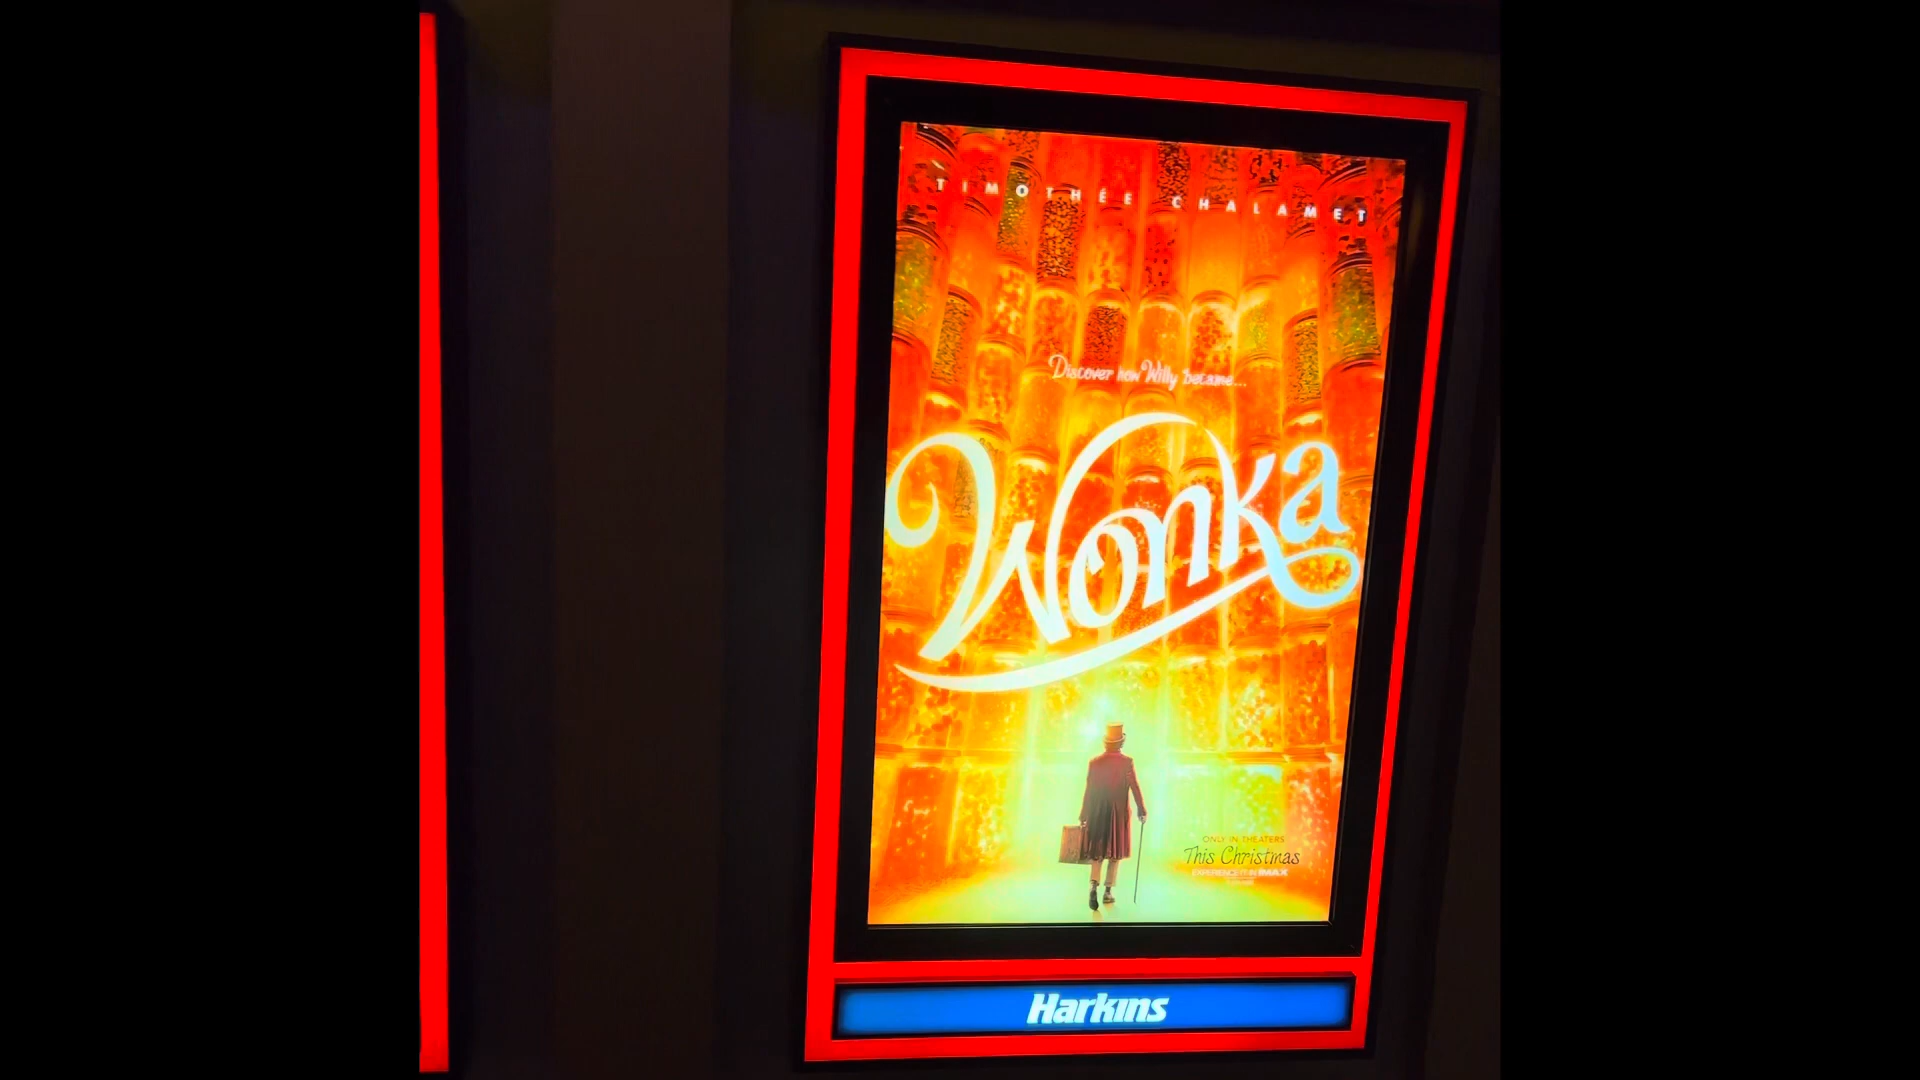 TIMOTHÉE CHALAMET
Discover how Willy became...
Wonka
ONLY IN THEATERS
This Christmas
EXPERIENCE IT IN IMAX
Harkins